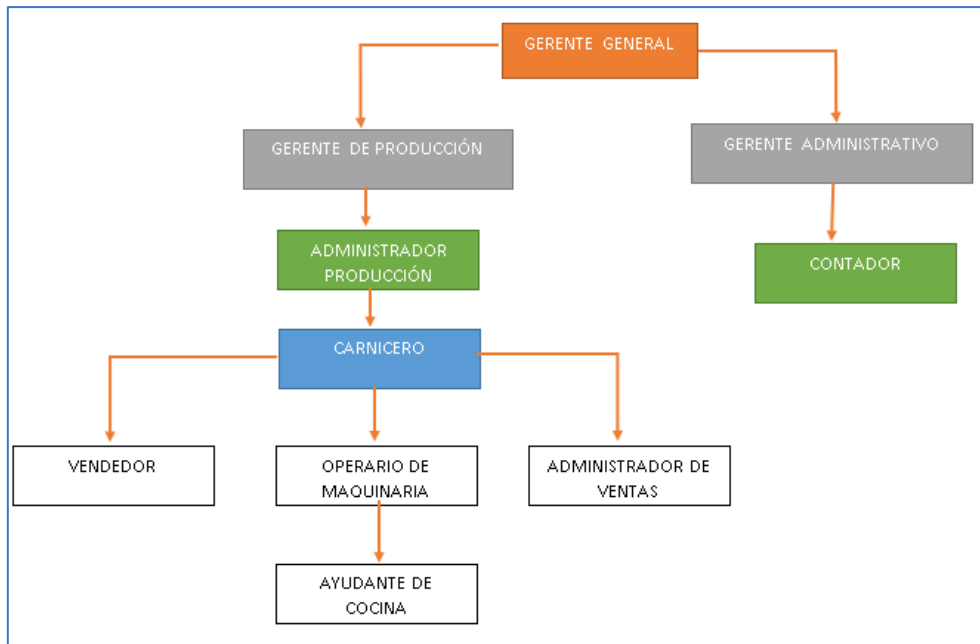 GERENTE GENERAL
GERENTE DE PRODUCCIÓN
GERENTE ADMINISTRATIVO
ADMINISTRADOR
PRODUCCIÓN
CONTADOR
CARNICERO
VENDEDOR
OPERARIO DE
MAQUINARIA
ADMINISTRADOR DE
VENTAS
AYUDANTE DE
COCINA